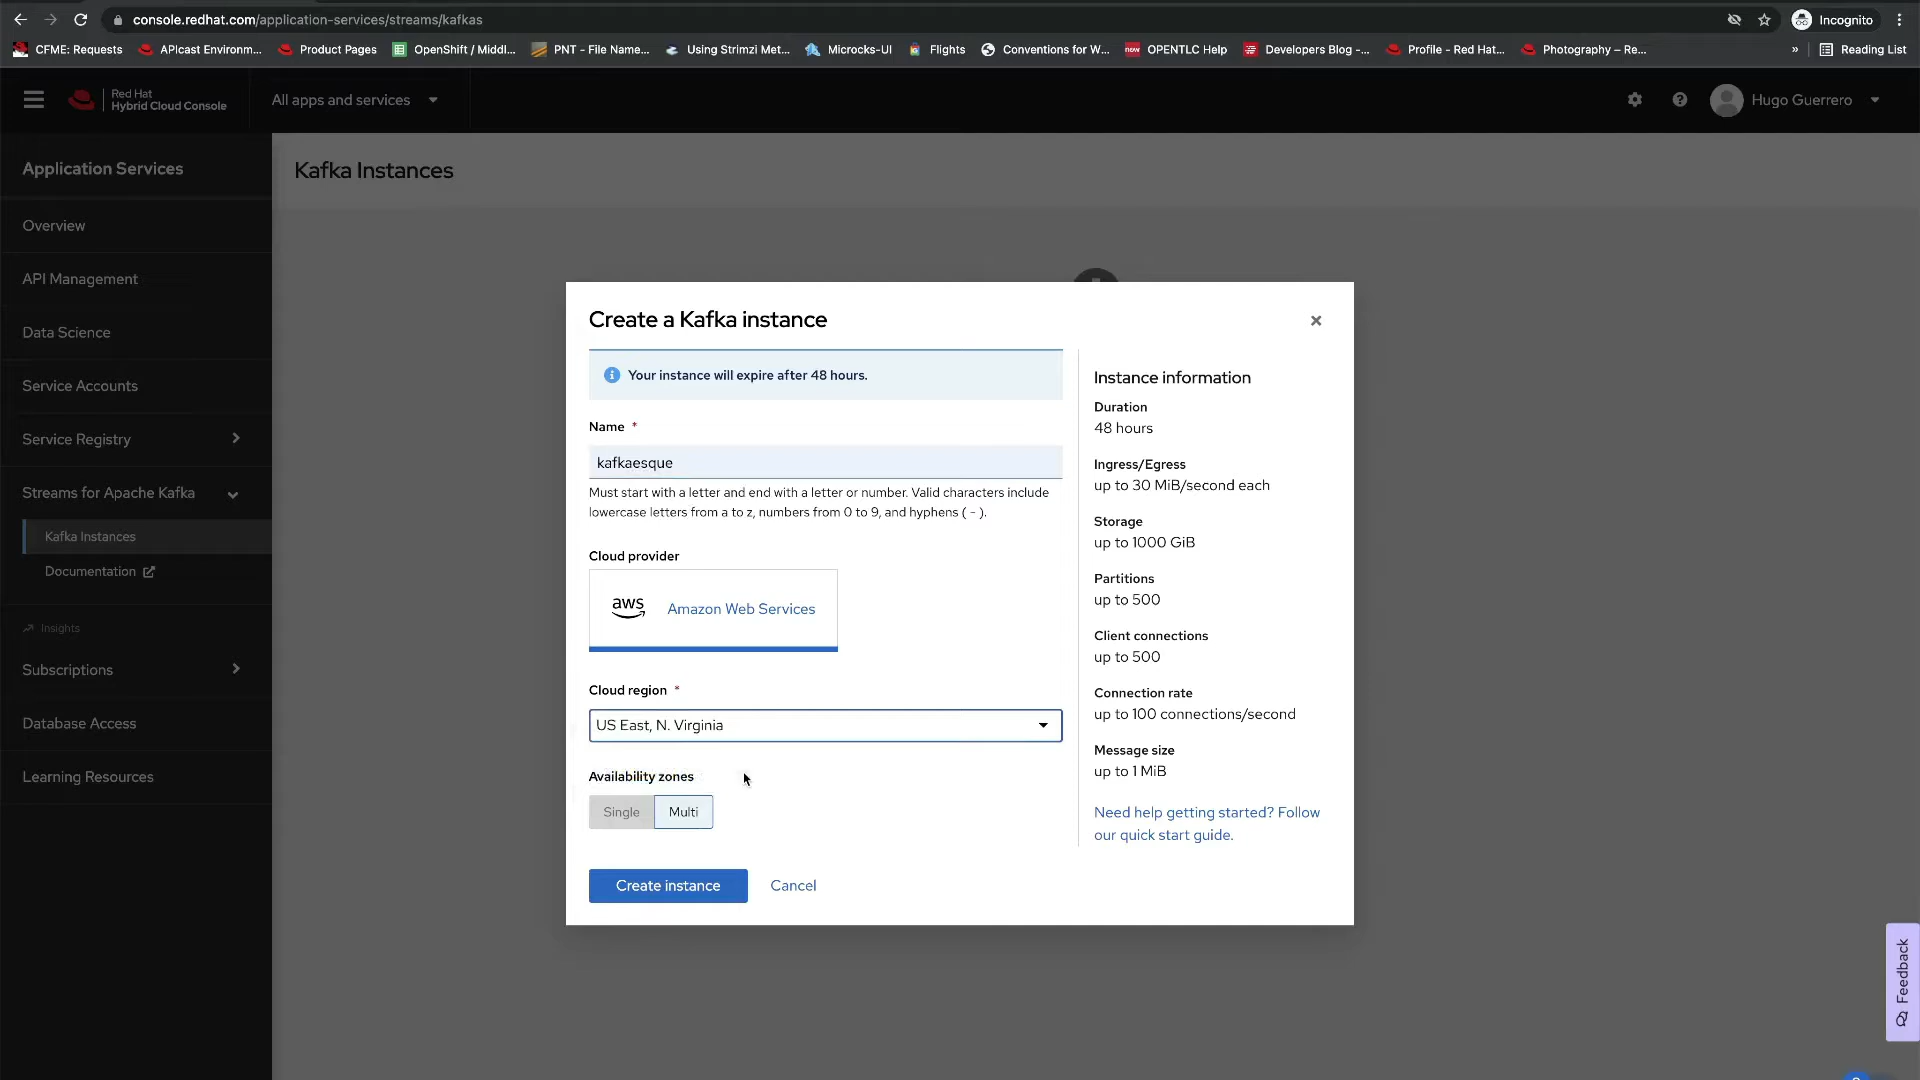 console.redhat.com/application-services/streams/kafkas
Incognito
CFME: Requests
APIcast Environm...
Product Pages
OpenShift / Middl...
PNT - File Name...
Using Strimzi Met...
Microcks-UI
Flights
Conventions for W...
OPENTLC Help
Developers Blog -...
Profile - Red Hat...
Photography – Re...
»
Reading List
Red Hat
Hybrid Cloud Console
All apps and services
Hugo Guerrero
Application Services
Overview
API Management
Data Science
Service Accounts
Service Registry
Streams for Apache Kafka
Kafka Instances
Documentation
Insights
Subscriptions
Database Access
Learning Resources
Kafka Instances
Create a Kafka instance
Your instance will expire after 48 hours.
Name *
kafkaesque
Must start with a letter and end with a letter or number. Valid characters include
lowercase letters from a to z, numbers from 0 to 9, and hyphens ( - ).
Cloud provider
aws
Amazon Web Services
Cloud region *
US East, N. Virginia
Availability zones
Single
Multi
Create instance
Cancel
Instance information
Duration
48 hours
Ingress/Egress
up to 30 MiB/second each
Storage
up to 1000 GiB
Partitions
up to 500
Client connections
up to 500
Connection rate
up to 100 connections/second
Message size
up to 1 MiB
Need help getting started? Follow
our quick start guide.
Feedback